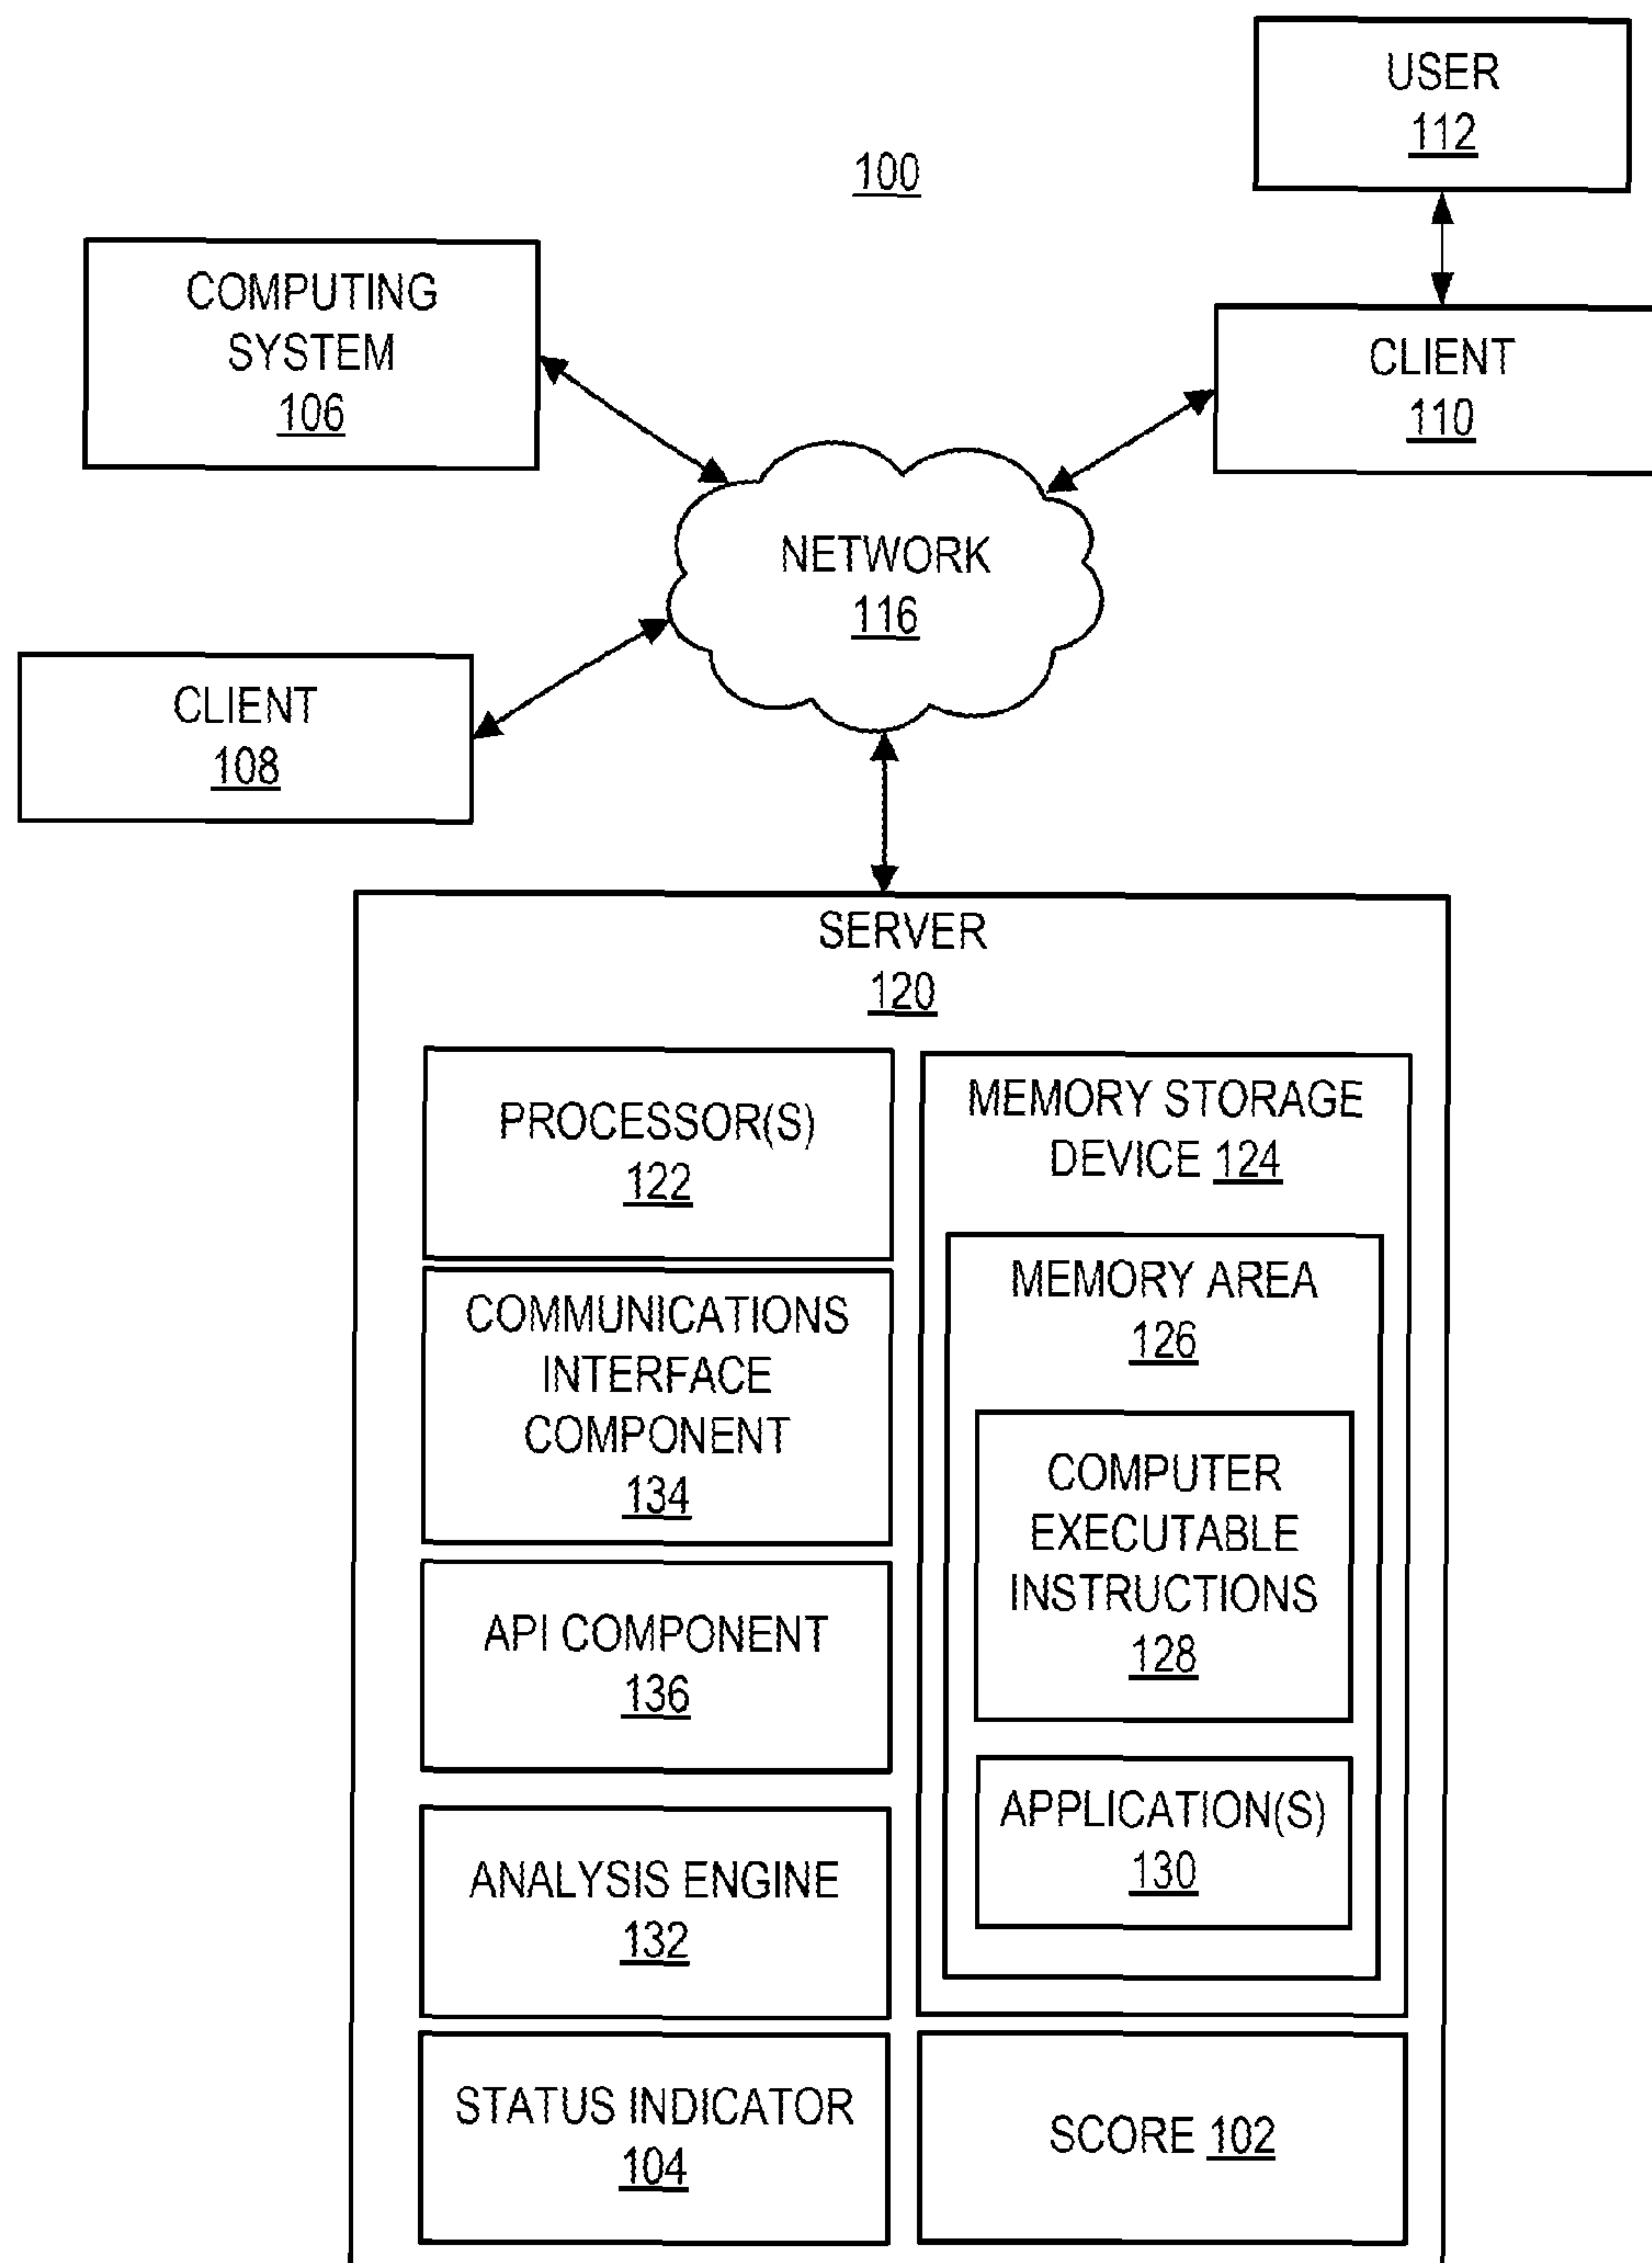 USER
112
100
COMPUTING
SYSTEM
106
CLIENT
110
NETWORK
116
CLIENT
108
SERVER
120
PROCESSOR(S)
122
COMMUNICATIONS
INTERFACE
COMPONENT
134
API COMPONENT
136
ANALYSIS ENGINE
132
STATUS INDICATOR
104
MEMORY STORAGE
DEVICE 124
MEMORY AREA
126
COMPUTER
EXECUTABLE
INSTRUCTIONS
128
APPLICATION(S)
130
SCORE 102